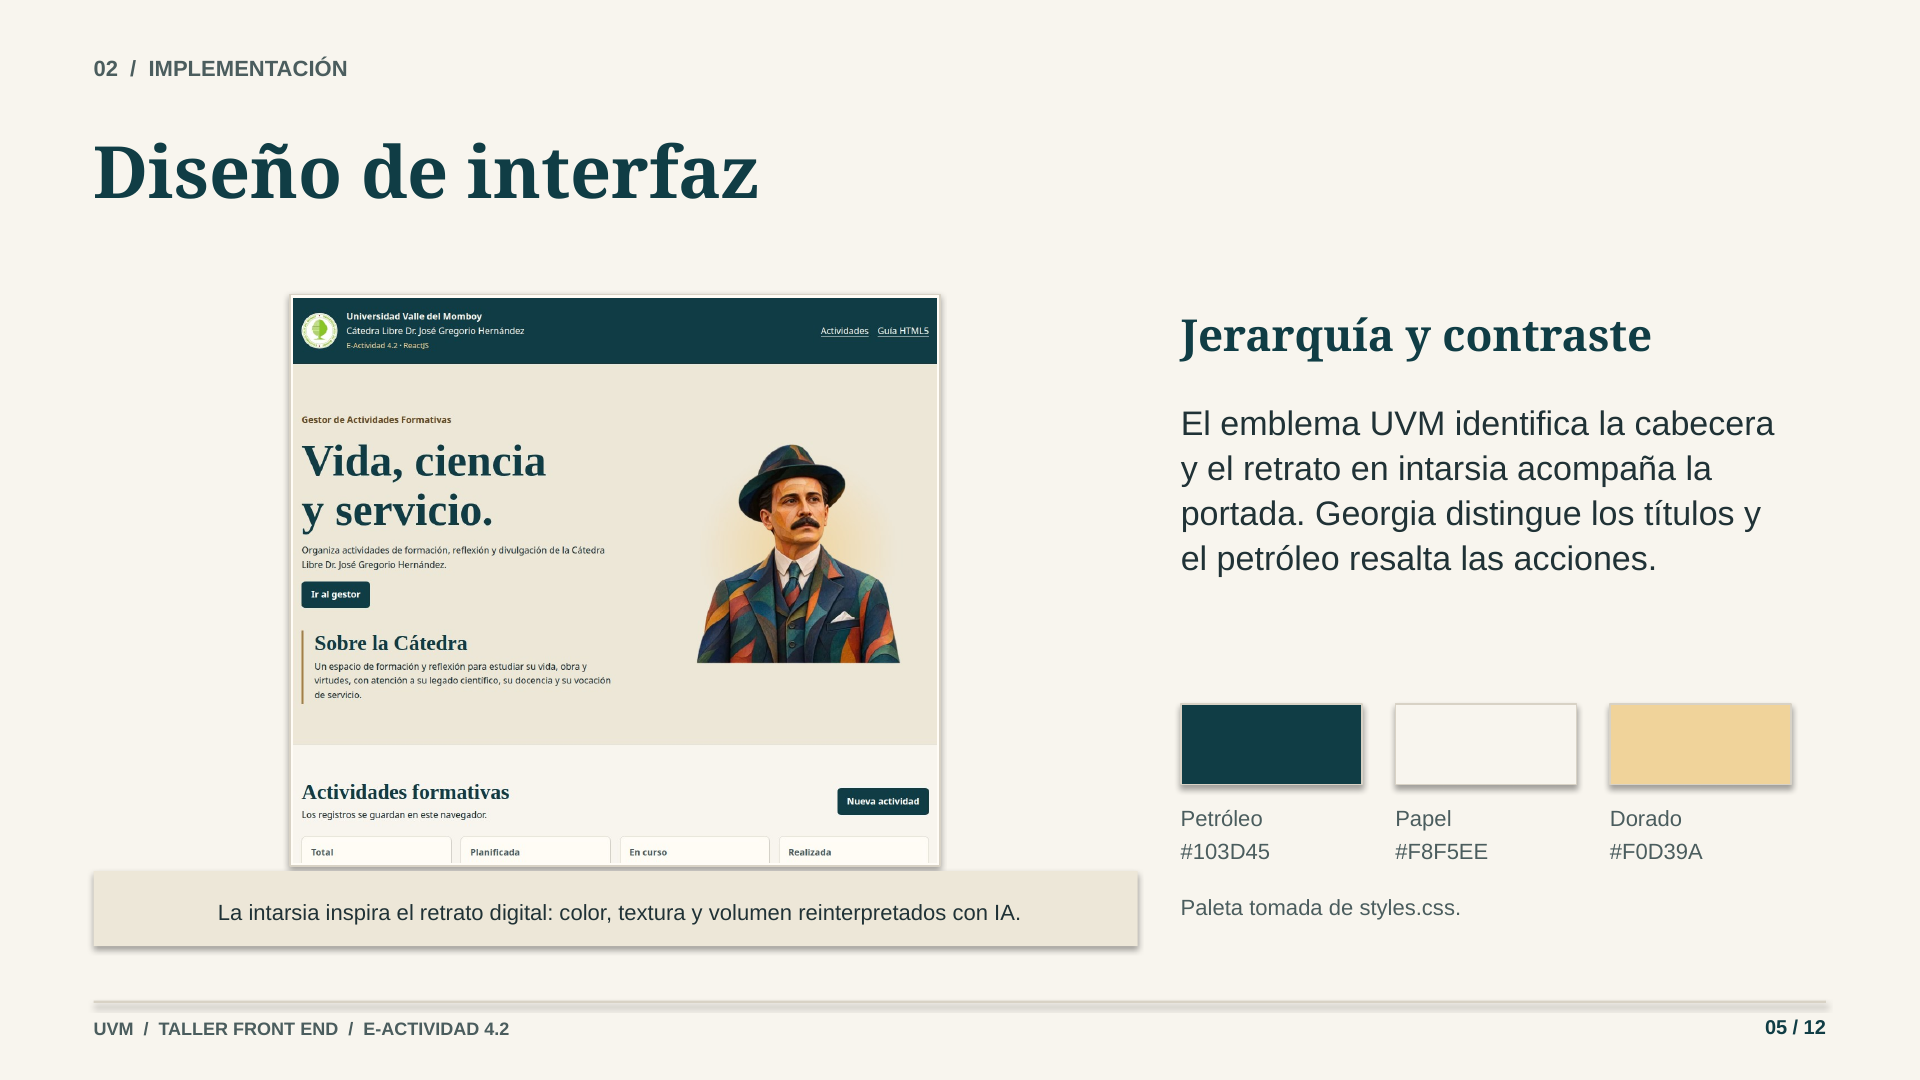 02 / IMPLEMENTACIÓN
Diseño de interfaz
Universidad Valle del Momboy
Cátedra Libre Dr. José Gregorio Hernández
E-Actividad 4.2 • ReactJS
Actividades Guía HTML5
Gestor de Actividades Formativas
Vida, ciencia
y servicio.
Organiza actividades de formación, reflexión y divulgación de la Cátedra
Libre Dr. José Gregorio Hernández.
Ir al gestor
Sobre la Cátedra
Un espacio de formación y reflexión para estudiar su vida, obra y
virtudes, con atención a su legado científico, su docencia y su vocación
de servicio.
Actividades formativas
Los registros se guardan en este navegador.
Nueva actividad
Total
Planificada
En curso
Realizada
La intarsia inspira el retrato digital: color, textura y volumen reinterpretados con IA.
Jerarquía y contraste
El emblema UVM identifica la cabecera
y el retrato en intarsia acompaña la
portada. Georgia distingue los títulos y
el petróleo resalta las acciones.
Petróleo
#103D45
Papel
#F8F5EE
Dorado
#F0D39A
Paleta tomada de styles.css.
UVM / TALLER FRONT END / E-ACTIVIDAD 4.2
05 / 12